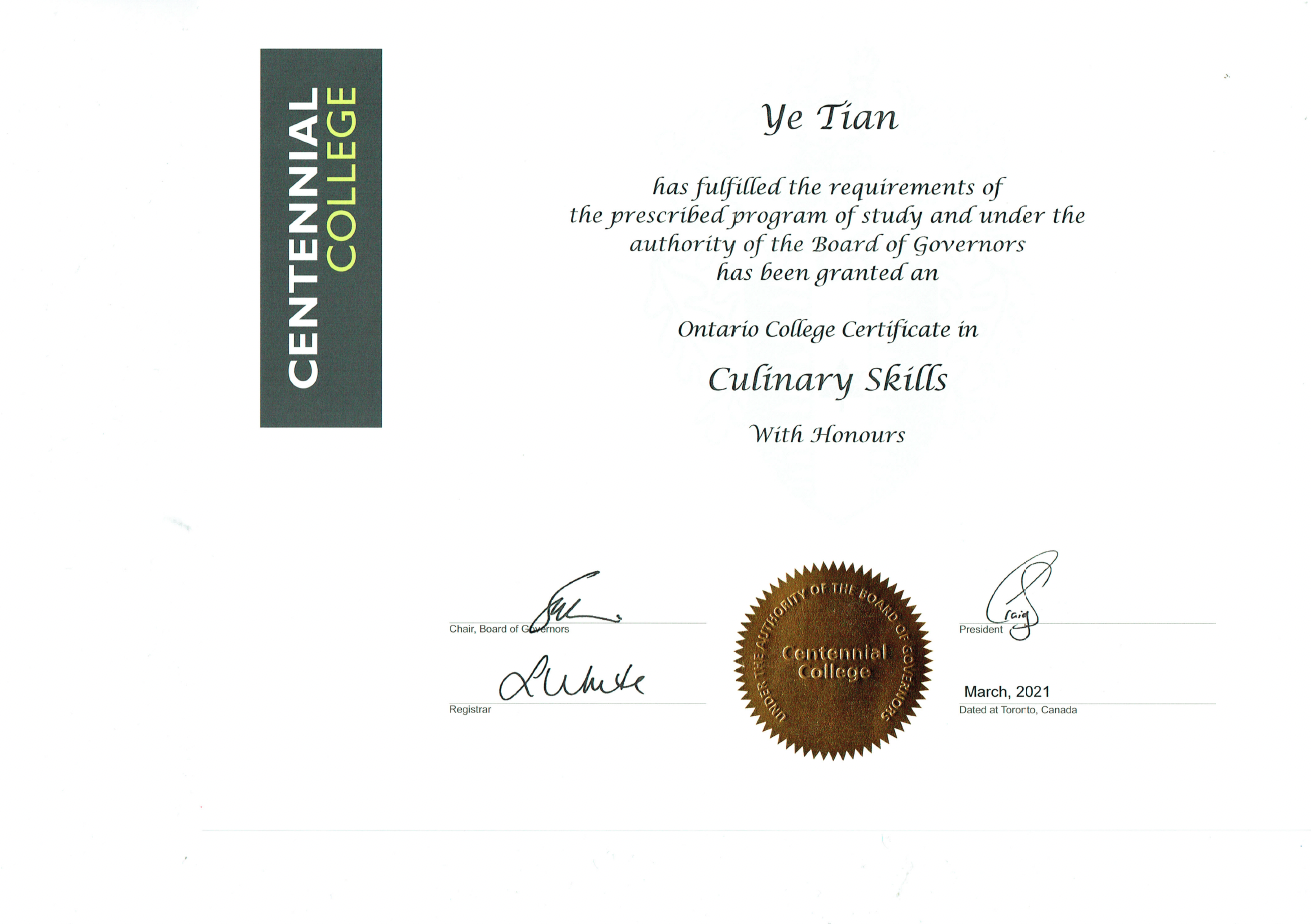 CENTENNIAL
COLLEGE
Ye Tian
has fulfilled the requirements of
the prescribed program of study and under the
authority of the Board of Governors
has been granted an
Ontario College Certificate in
Culinary Skills
With Honours
Chair, Board of Governors
L White
Registrar
UNDER THE AUTHORITY OF THE BOARD OF GOVERNORS
Centennial
College
Craig
President
March, 2021
Dated at Toronto, Canada